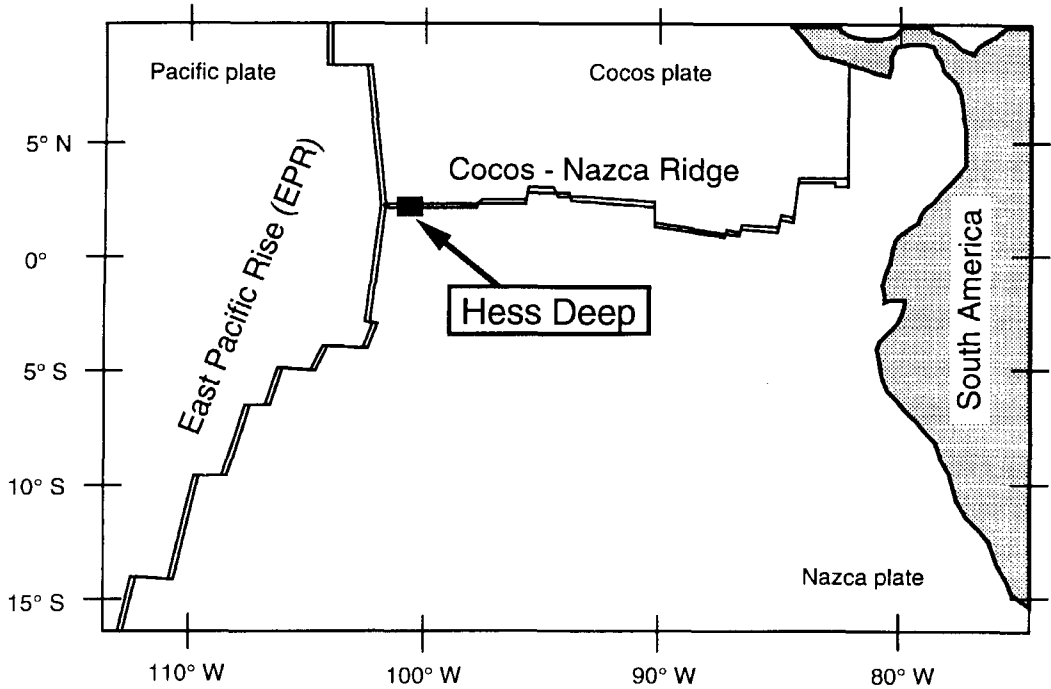 Pacific plate
Cocos plate
5° N
Cocos - Nazca Ridge
East Pacific Rise (EPR)
0°
Hess Deep
South America
5° S
10° S
Nazca plate
15° S
110° W
100° W
90° W
80° W